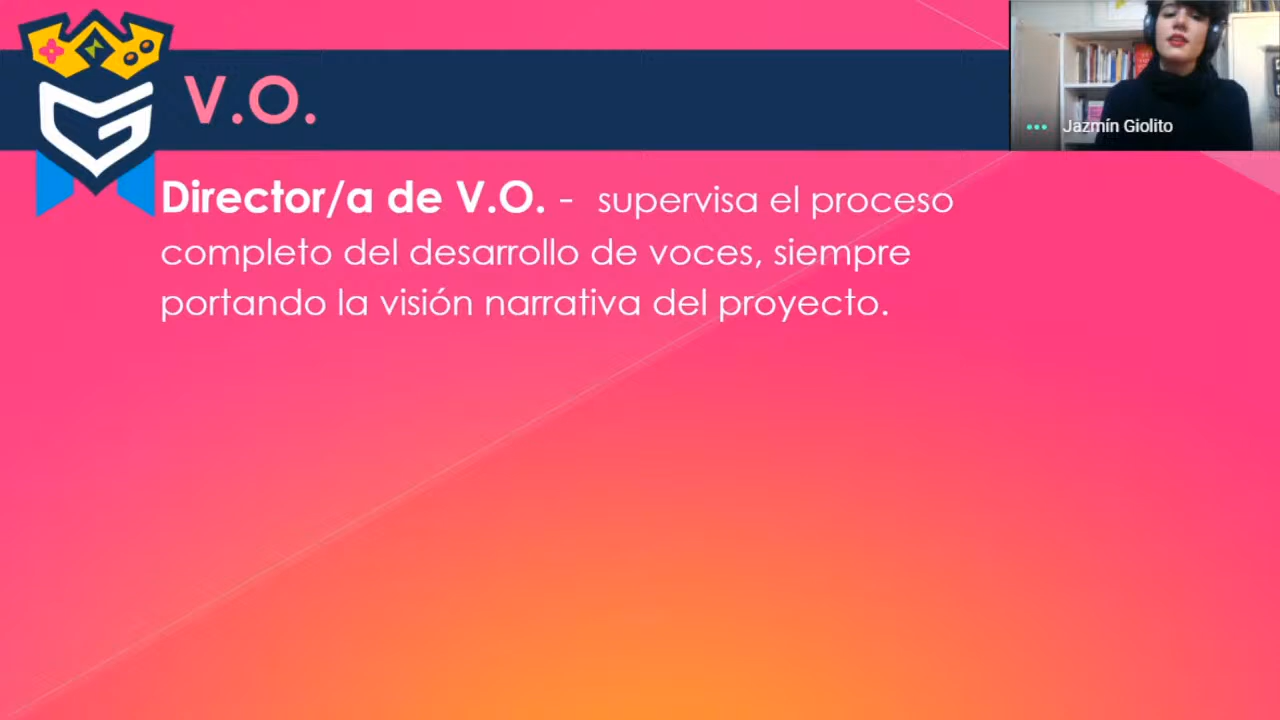 V.O.
Jazmín Giolito
Director/a de V.O. - supervisa el proceso
completo del desarrollo de voces, siempre
portando la visión narrativa del proyecto.